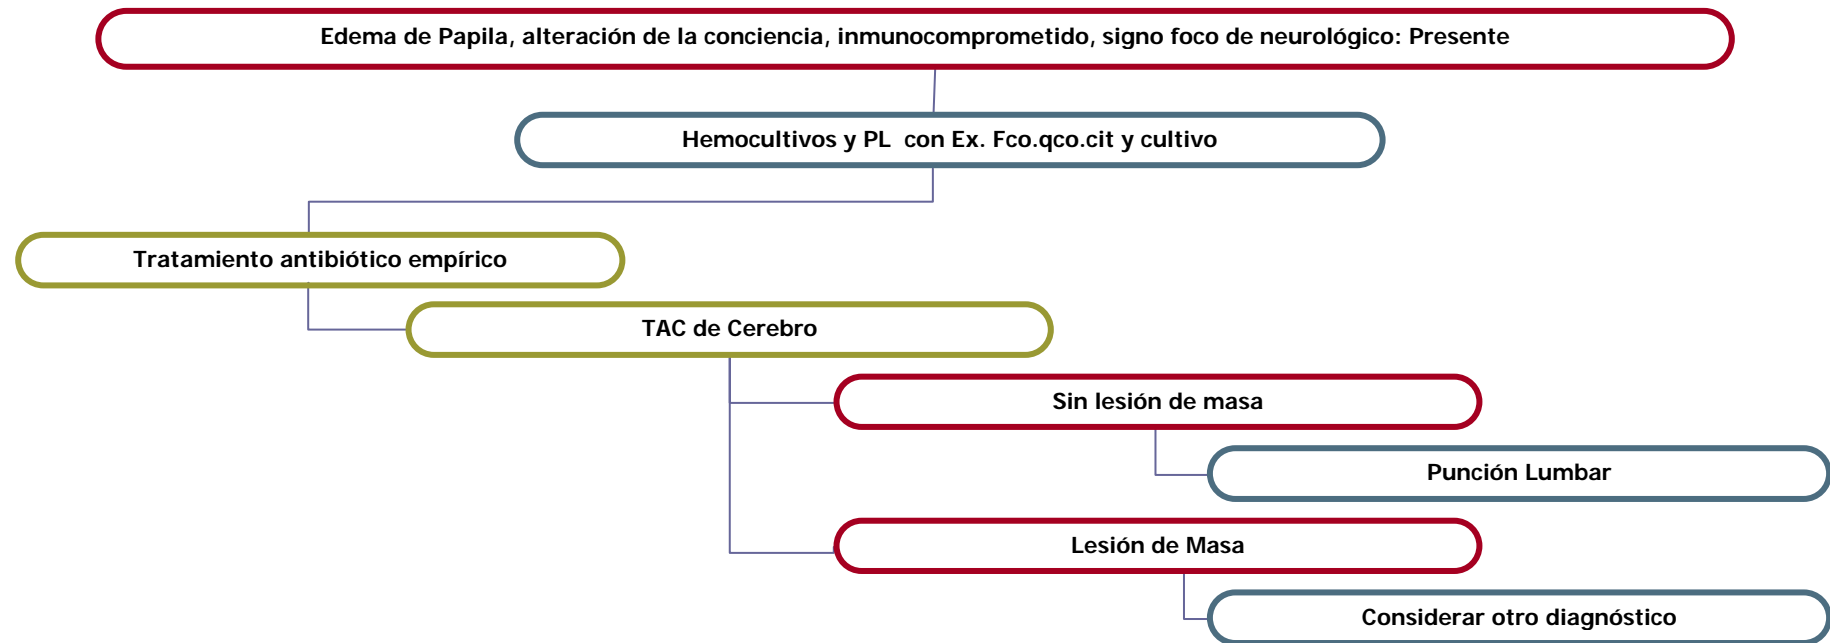 Edema de Papila, alteración de la conciencia, inmunocomprometido, signo foco de neurológico: Presente
Hemocultivos y PL con Ex. Fco.qco.cit y cultivo
Tratamiento antibiótico empírico
TAC de Cerebro
Sin lesión de masa
Punción Lumbar
Lesión de Masa
Considerar otro diagnóstico